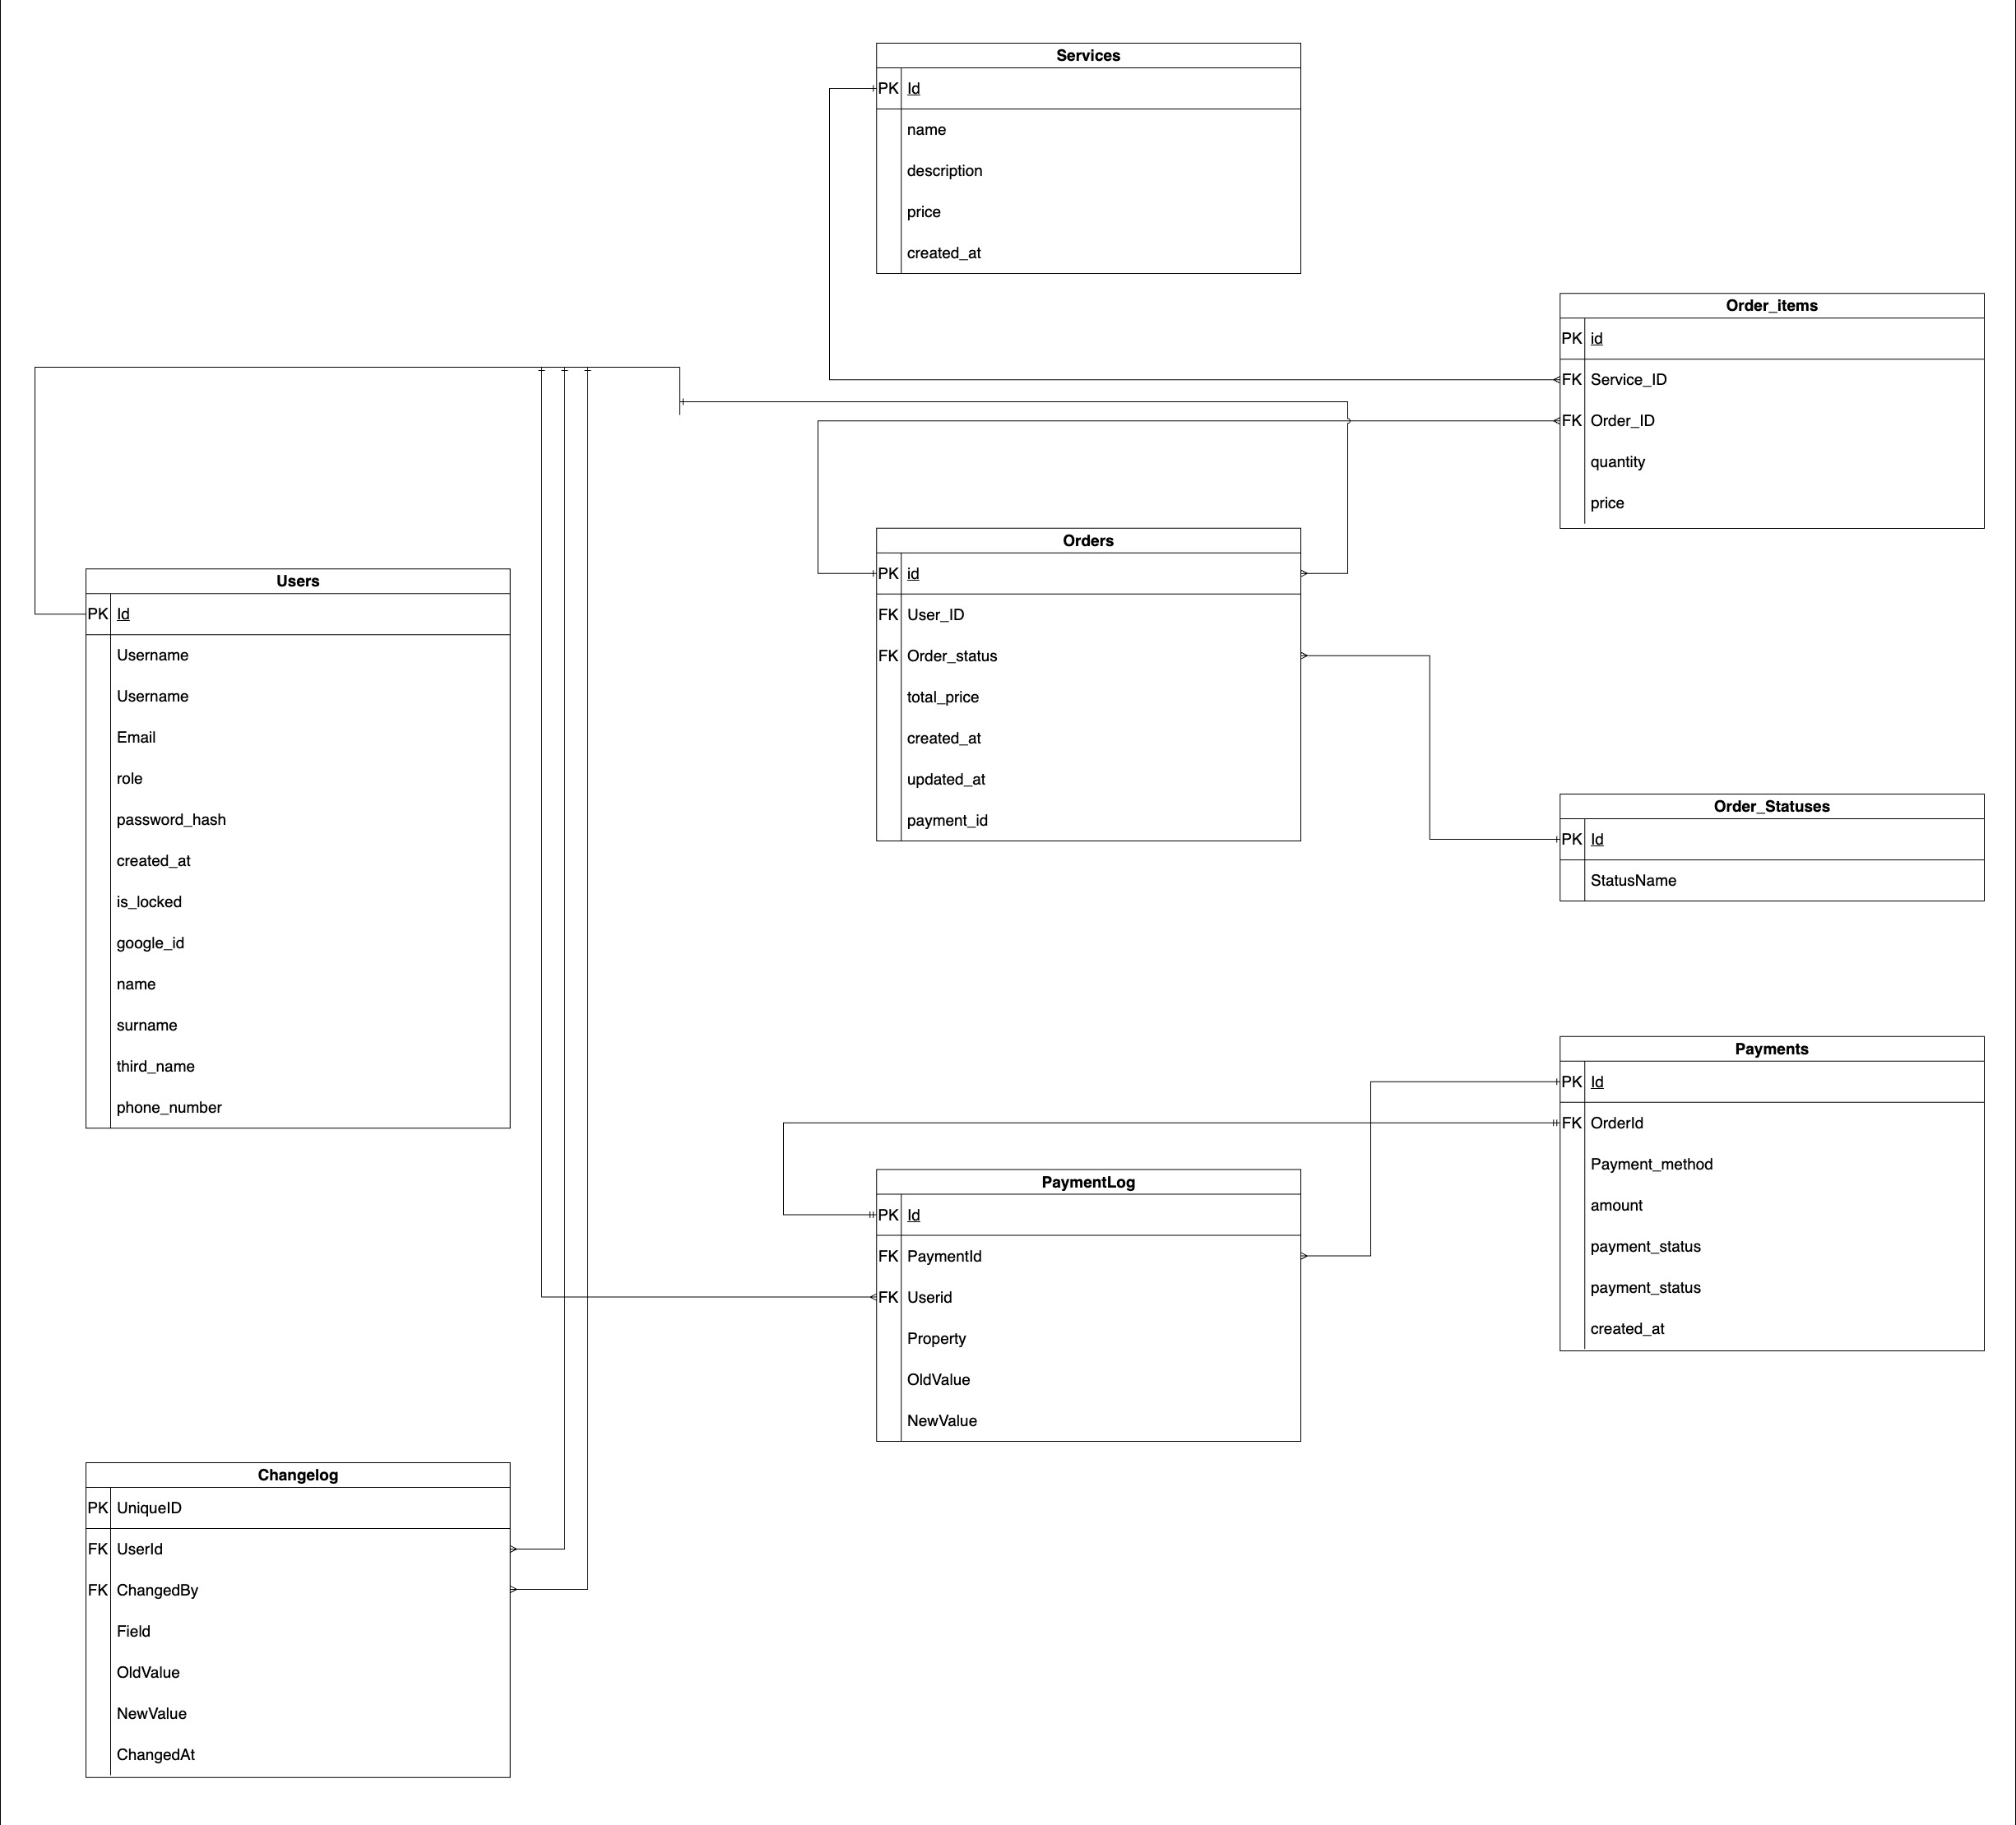 Services
PK Id
name
description
price
created_at
Order_items
PK id
FK Service_ID
FK Order_ID
quantity
price
Orders
PK id
FK User_ID
FK Order_status
total_price
created_at
updated_at
payment_id
Users
PK Id
Username
Username
Email
role
password_hash
created_at
is_locked
google_id
name
surname
third_name
phone_number
Order_Statuses
PK Id
StatusName
Payments
PK Id
FK OrderId
Payment_method
amount
payment_status
payment_status
created_at
PaymentLog
PK Id
FK PaymentId
FK Userid
Property
OldValue
NewValue
Changelog
PK UniqueID
FK UserId
FK ChangedBy
Field
OldValue
NewValue
ChangedAt